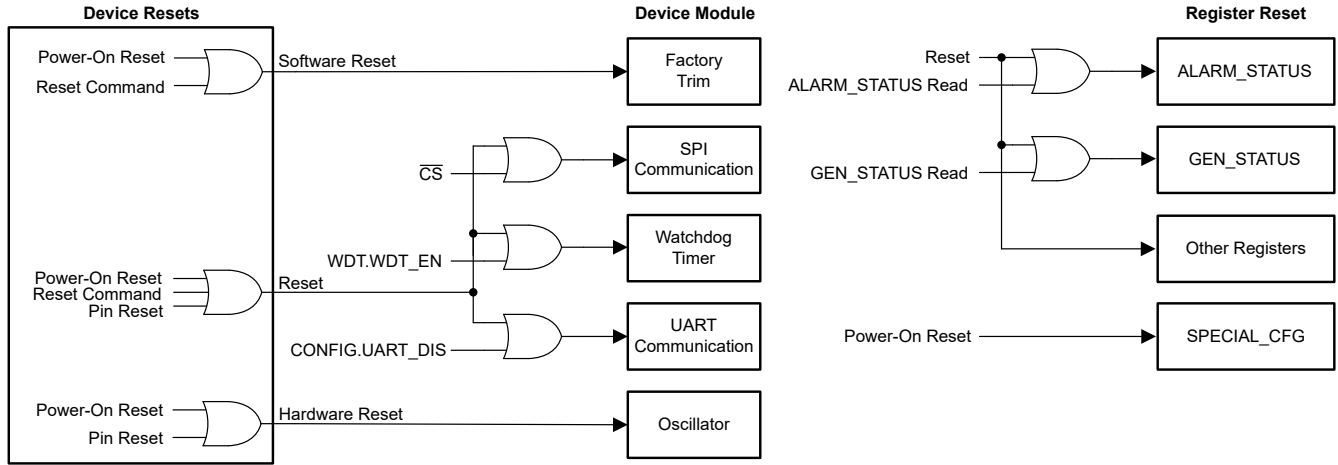 Device Resets
Device Module
Register Reset
Power-On Reset
Reset Command
Software Reset
Factory
Trim
Reset
ALARM_STATUS Read
ALARM_STATUS
CS
SPI
Communication
GEN_STATUS Read
GEN_STATUS
WDT.WDT_EN
Watchdog
Timer
Other Registers
Power-On Reset
Reset Command
Pin Reset
Reset
CONFIG.UART_DIS
UART
Communication
Power-On Reset
SPECIAL_CFG
Power-On Reset
Pin Reset
Hardware Reset
Oscillator